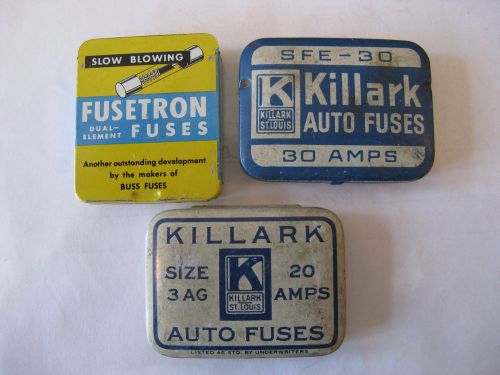 SLOW BLOWING
FUSETRON
DUAL-
ELEMENT
FUSES
Another outstanding development
by the makers of
BUSS FUSES
SFE-30
K
KILLARK
ST. LOUIS
Killark
AUTO FUSES
30 AMPS
KILLARK
SIZE
3 AG
K
KILLARK
ST. LOUIS
20
AMPS
AUTO FUSES
LISTED AS STD. BY UNDERWRITERS